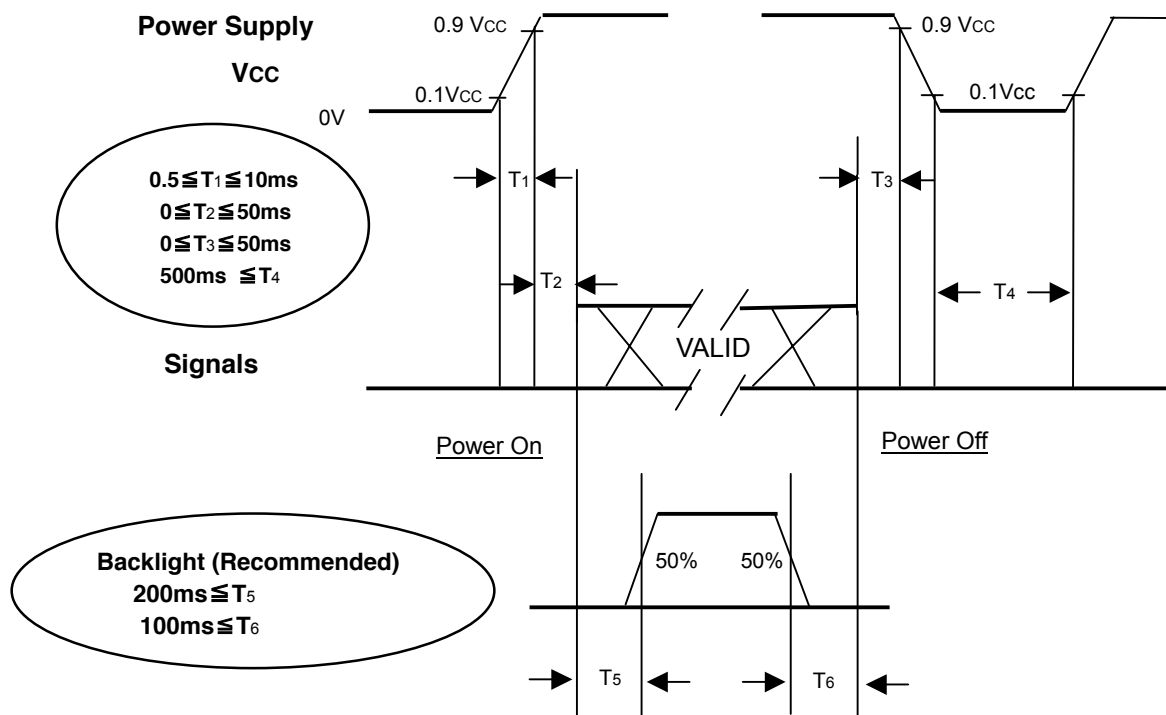 Power Supply
VCC
0.9 VCC
0.9 VCC
0.1VCC
0.1Vcc
0V
0.5≦T1≦10ms
0≦T2≦50ms
0≦T3≦50ms
500ms ≦T4
T1
T3
T2
T4
VALID
Signals
Power On
Power Off
Backlight (Recommended)
200ms≦T5
100ms≦T6
50%
50%
T5
T6